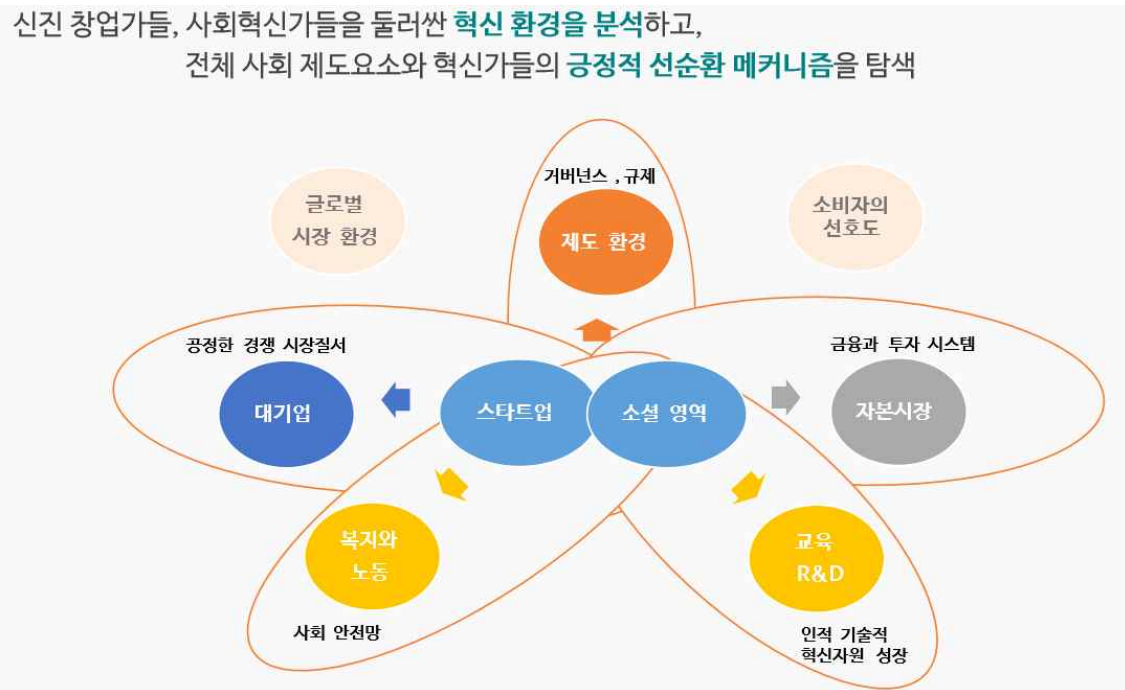 신진 창업가들, 사회혁신가들을 둘러싼 혁신 환경을 분석하고,
전체 사회 제도요소와 혁신가들의 긍정적 선순환 메커니즘을 탐색
거버넌스 , 규제
제도 환경
글로벌
시장 환경
소비자의
선호도
공정한 경쟁 시장질서
대기업
스타트업
소셜 영역
금융과 투자 시스템
자본시장
복지와
노동
사회 안전망
교육
R&D
인적 기술적
혁신자원 성장